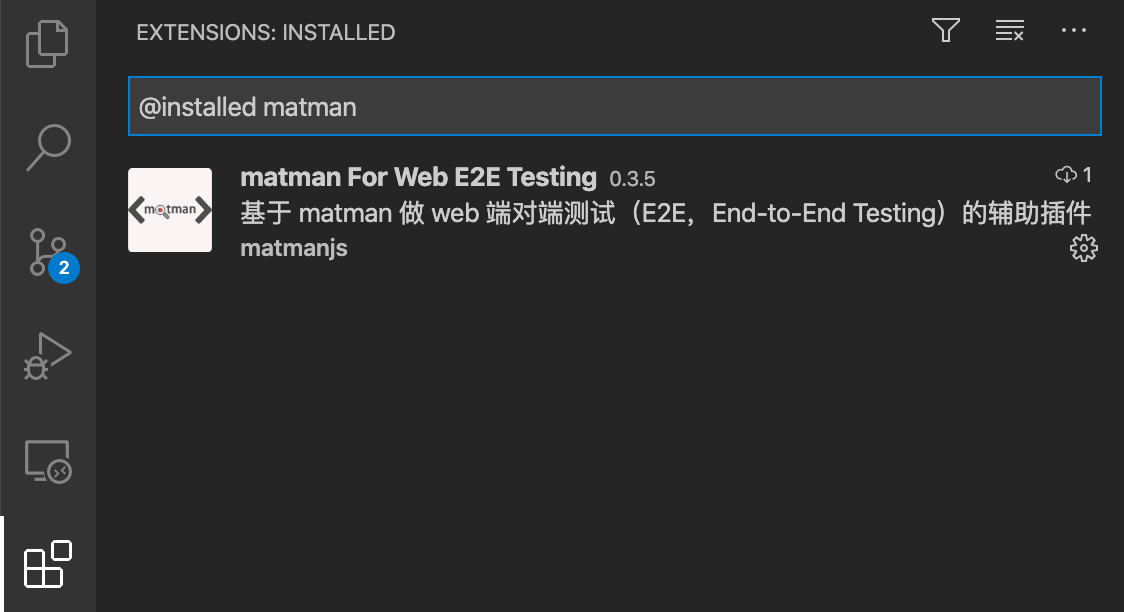 EXTENSIONS: INSTALLED
@installed matman
matman For Web E2E Testing 0.3.5
1
matman
基于 matman 做 web 端对端测试（E2E，End-to-End Testing）的辅助插件
matmanjs
2